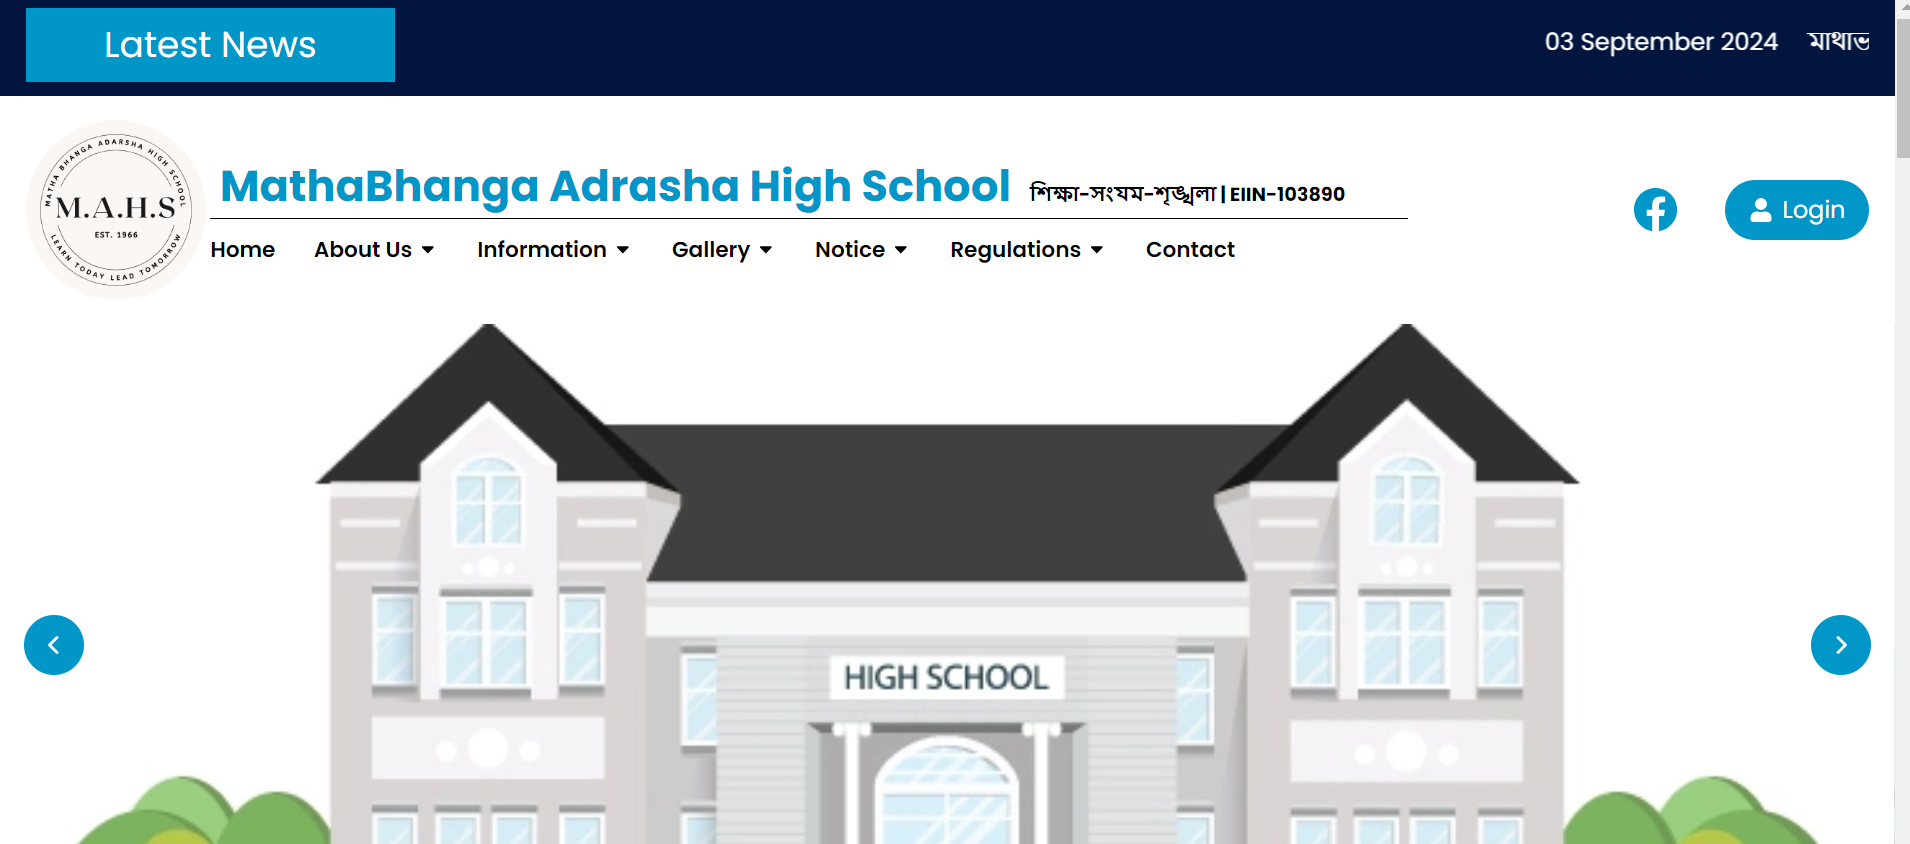 Latest News
03 September 2024
MATHA BHANGA ADARSHA HIGH SCHOOL
M.A.H.S
EST. 1966
LEARN TODAY LEAD TOMORROW
MathaBhanga Adrasha High School শিক্ষা-সংযম-শৃঙ্খলা | EIIN-103890
Login
Home About Us Information Gallery Notice Regulations Contact
HIGH SCHOOL